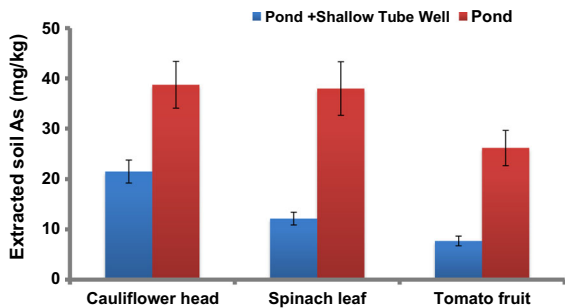 Pond +Shallow Tube Well Pond
Extracted soil As (mg/kg)
50
40
30
20
10
0
Cauliflower head Spinach leaf Tomato fruit